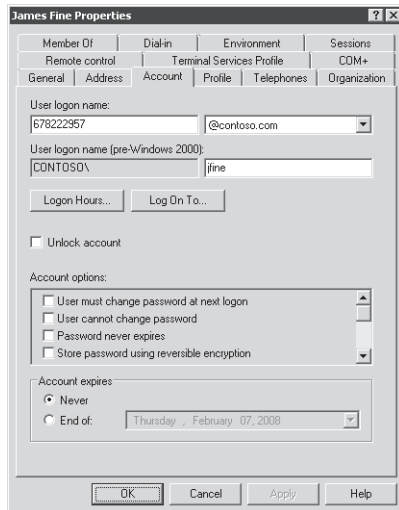 James Fine Properties
Member Of Dial-in Environment Sessions
Remote control Terminal Services Profile COM+
General Address Account Profile Telephones Organization
User logon name:
678222957 @contoso.com
User logon name (pre-Windows 2000):
CONTOSO\ jfine
Logon Hours... Log On To...
Unlock account
Account options:
User must change password at next logon
User cannot change password
Password never expires
Store password using reversible encryption
Account expires
Never
End of: Thursday , February 07, 2008
OK Cancel Apply Help